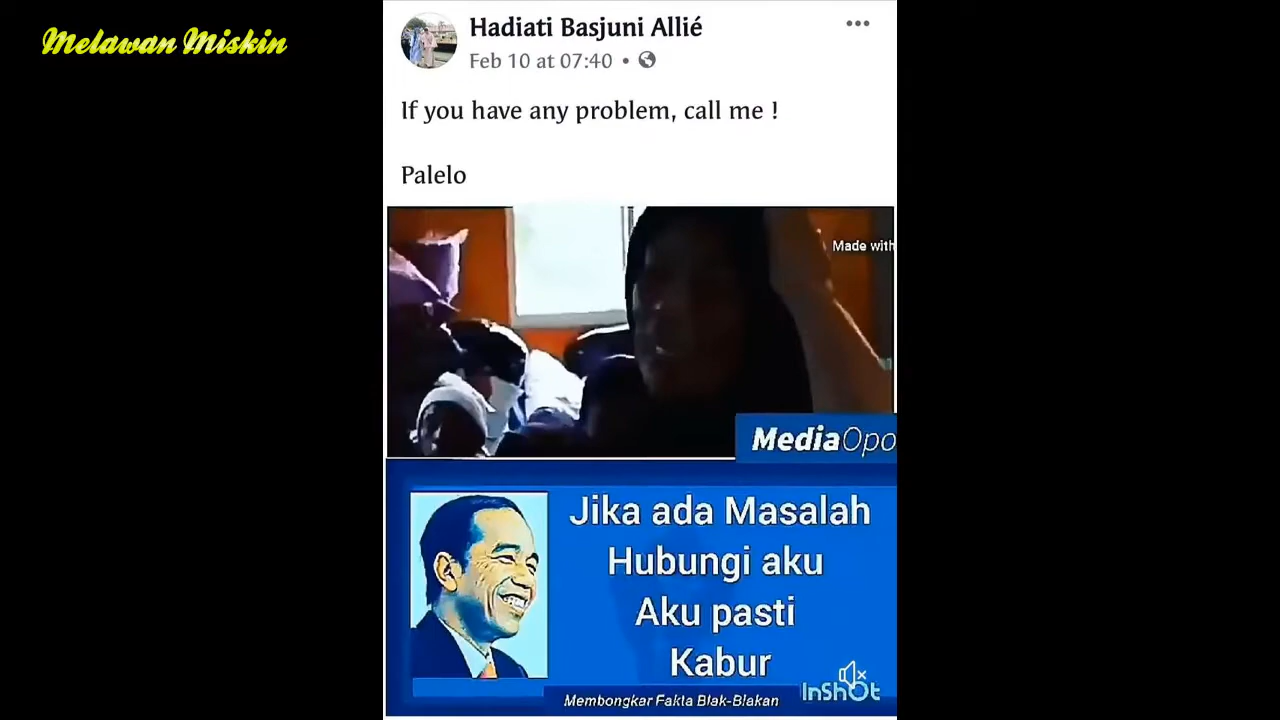 Melawan Miskin
Hadiati Basjuni Allié
Feb 10 at 07:40
If you have any problem, call me !
Palelo
Made with
MediaOpo
Jika ada Masalah
Hubungi aku
Aku pasti
Kabur
InShOt
Membongkar Fakta Blak-Blakan